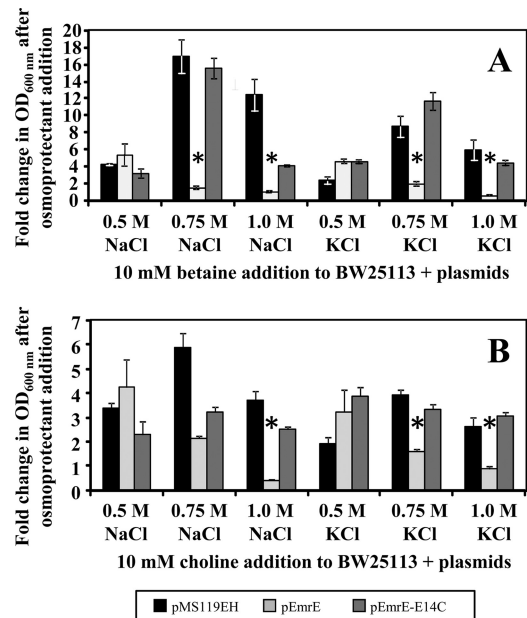 A
Fold change in OD600 nm after
osmoprotectant addition
20
18
16
14
12
10
8
6
4
2
0
* * * *
0.5 M 0.75 M 1.0 M 0.5 M 0.75 M 1.0 M
NaCl NaCl NaCl KCl KCl KCl
10 mM betaine addition to BW25113 + plasmids
B
Fold change in OD600 nm after
osmoprotectant addition
7
6
5
4
3
2
1
0
* * *
0.5 M 0.75 M 1.0 M 0.5 M 0.75 M 1.0 M
NaCl NaCl NaCl KCl KCl KCl
10 mM choline addition to BW25113 + plasmids
pMS119EH pEmrE pEmrE-E14C